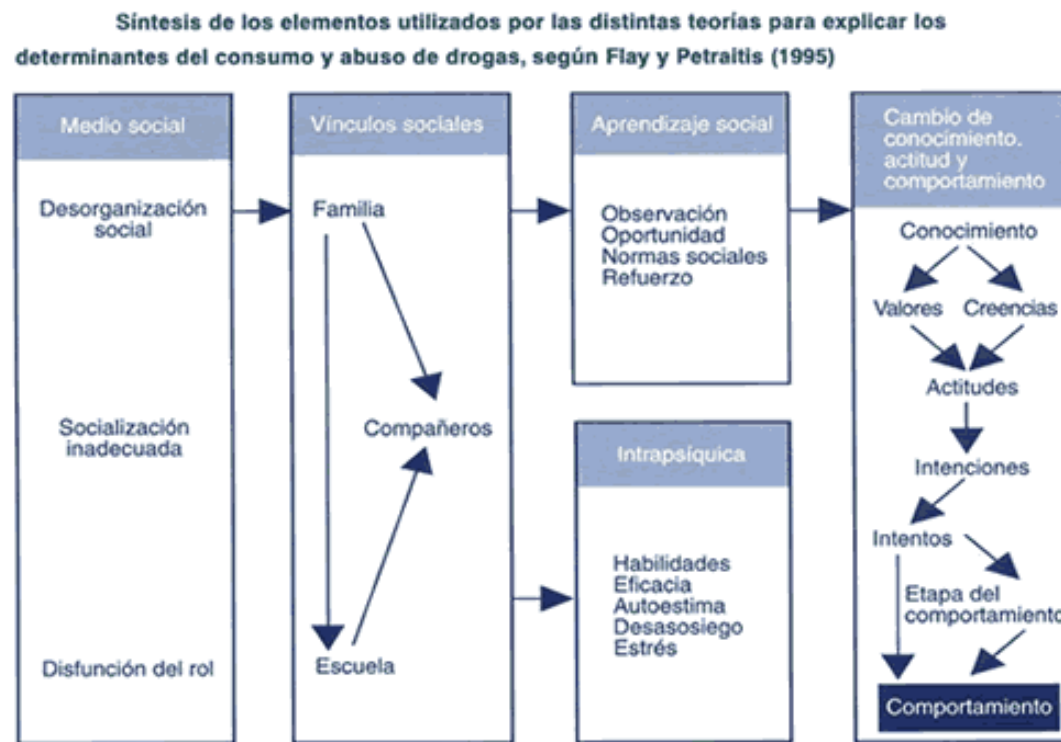 Síntesis de los elementos utilizados por las distintas teorías para explicar los
determinantes del consumo y abuso de drogas, según Flay y Petraitis (1995)
Medio social
Desorganización
social
Socialización
inadecuada
Disfunción del rol
Vínculos sociales
Familia
Compañeros
Escuela
Aprendizaje social
Observación
Oportunidad
Normas sociales
Refuerzo
Intrapsíquica
Habilidades
Eficacia
Autoestima
Desasosiego
Estrés
Cambio de
conocimiento.
actitud y
comportamiento
Conocimiento
Valores Creencias
Actitudes
Intenciones
Intentos
Etapa del
comportamiento
Comportamiento